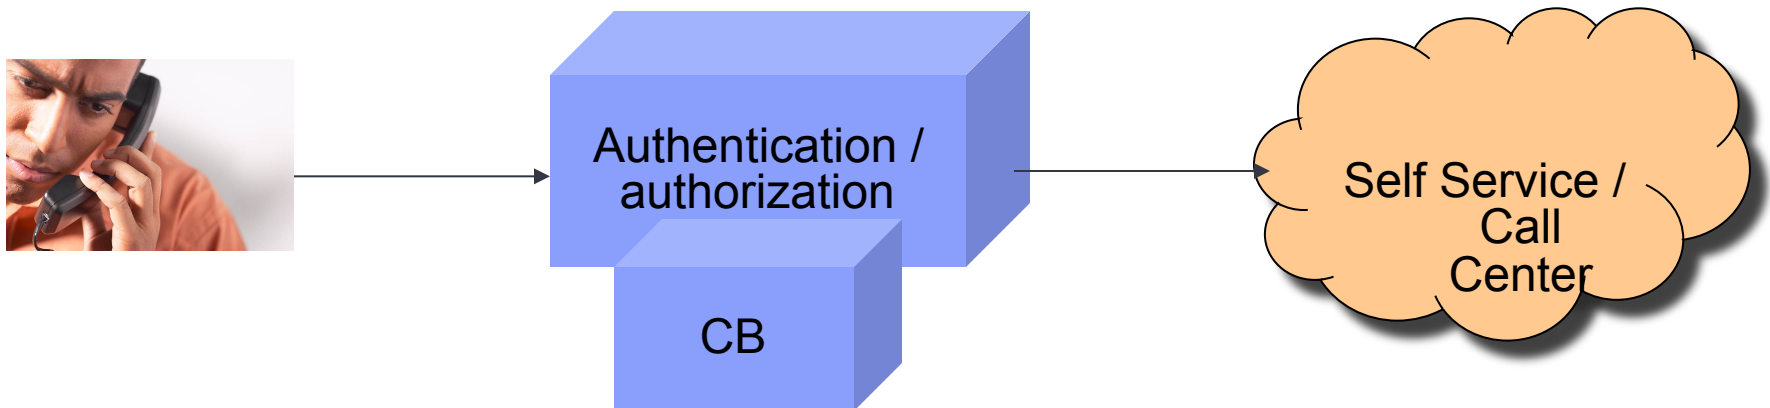 Authentication /
authorization
CB
Self Service /
Call
Center